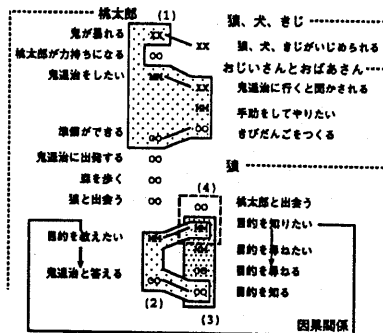 桃太郎
(1)
猿、犬、きじ
鬼が暴れる
××
××
猿、犬、きじがいじめられる
桃太郎が力持ちになる
○○
おじいさんとおばあさん
鬼退治をしたい
MM
××
鬼退治に行くと聞かされる
MM
手助をしてやりたい
準備ができる
○○
○○
きびだんごをつくる
鬼退治に出発する
○○
森を歩く
○○
猿
猿と出会う
○○
(4)
○○
桃太郎と出会う
目的を教えたい
MM
MM
目的を知りたい
MM
目的を尋ねたい
○○
目的を尋ねる
鬼退治と答える
○○
○○
目的を知る
(2)
(3)
因果関係